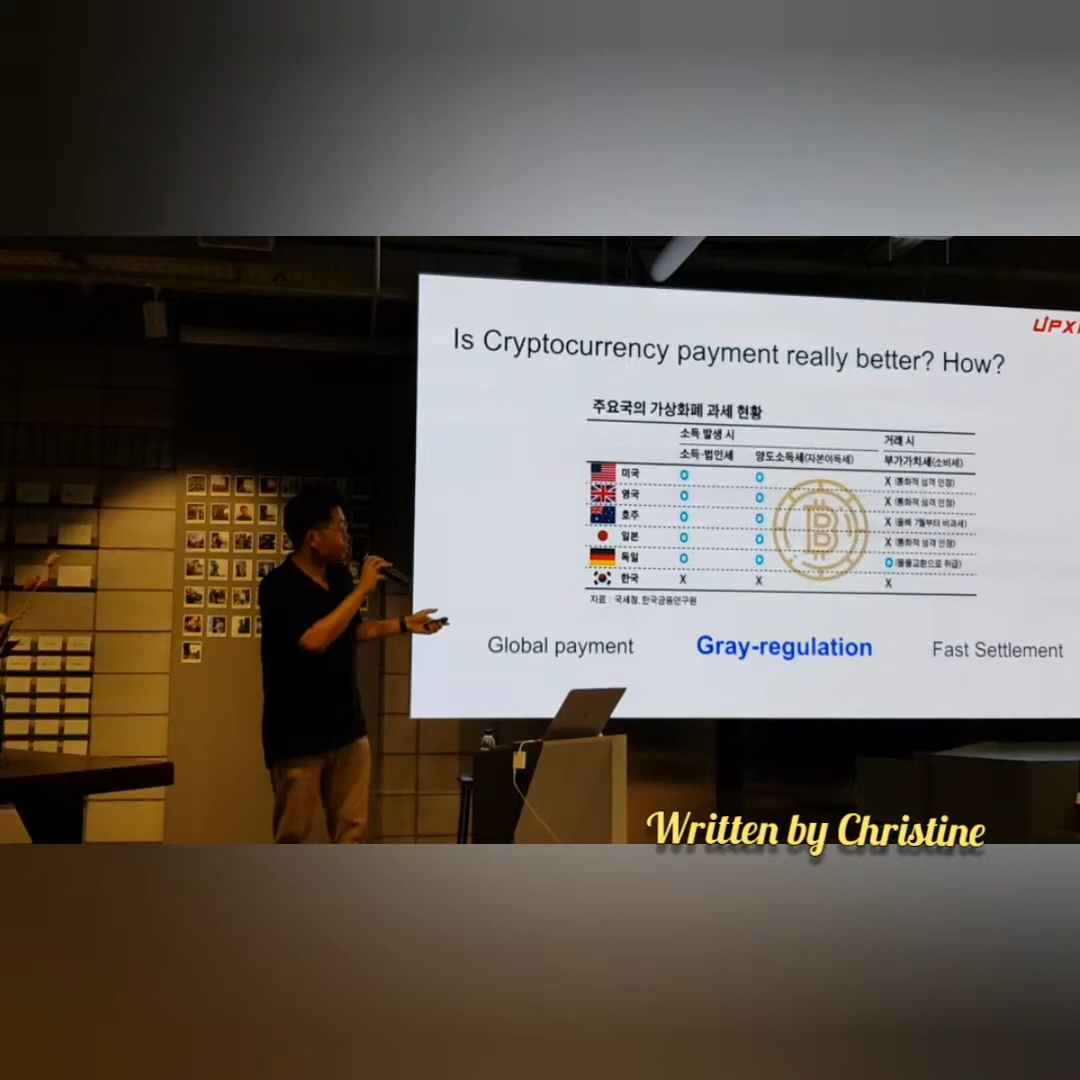 UPX
Is Cryptocurrency payment really better? How?
주요국의 가상화폐 과세 현황
소득 발생 시 거래 시
소득·법인세 양도소득세(자본이득세) 부가가치세(소비세)
미국 O O X (통화적 성격 인정)
영국 O O X (통화적 성격 인정)
호주 O O X (올해 7월부터 비과세)
일본 O O X (통화적 성격 인정)
독일 O O O (물물교환으로 취급)
한국 X X X
자료 : 국세청, 한국금융연구원
Global payment Gray-regulation Fast Settlement
Written by Christine